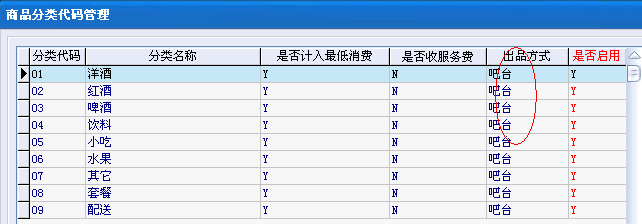 商品分类代码管理
分类代码 分类名称 是否计入最低消费 是否收服务费 出品方式 是否启用
01 洋酒 Y N 吧台 Y
02 红酒 Y N 吧台 Y
03 啤酒 Y N 吧台 Y
04 饮料 Y N 吧台 Y
05 小吃 Y N 吧台 Y
06 水果 Y N 吧台 Y
07 其它 Y N 吧台 Y
08 套餐 Y N 吧台 Y
09 配送 Y N 吧台 Y